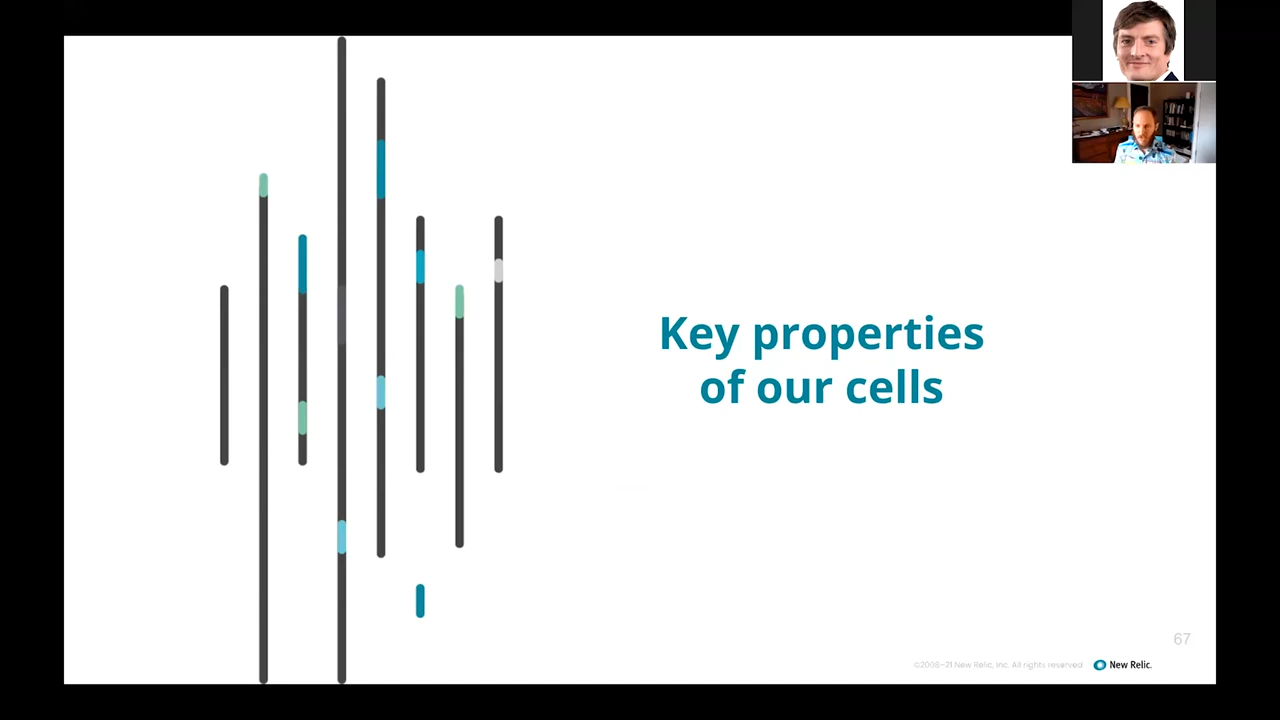 Key properties
of our cells
67
©2008–21 New Relic, Inc. All rights reserved
New Relic.